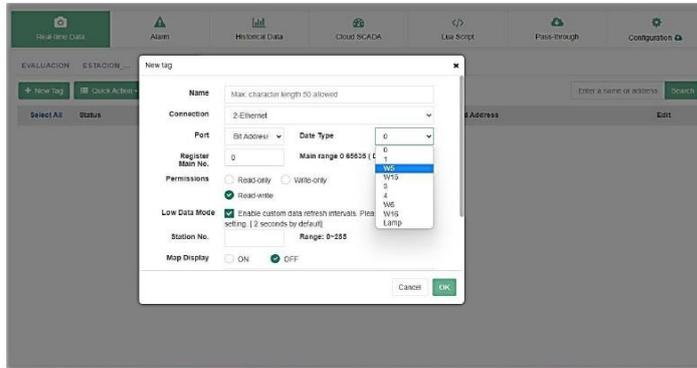 Real-time Data Alarm Historical Data Cloud SCADA Lua Script Pass-through Configuration
EVALUACION ESTACION_...
New tag
+ New Tag Quick Action Enter a name or address Search
Select All Status Address Edit
Name Max. character length 50 allowed
Connection 2-Ethernet
Port Bit Address Date Type 0
0
1
W5
W15
3
4
W6
W16
Lamp
Register Main No. 0 Main range 0 65635 (
Permissions Read-only Write-only
Read-write
Low Data Mode Enable custom data refresh intervals. Plea
setting. [ 2 seconds by default]
Station No. Range: 0~255
Map Display ON OFF
Cancel OK